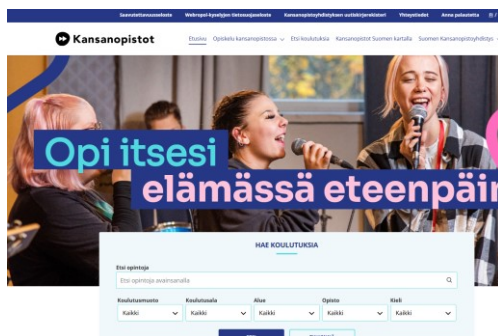 Saavutettavuusseloste Webropol-kyselyjen tietosuojaseloste Kansanopistoyhdistyksen uutiskirjerekisteri Yhteystiedot Anna palautetta
Kansanopistot
Etusivu Opiskelu kansanopistossa Etsi koulutuksia Kansanopistot Suomen kartalla Suomen Kansanopistoyhdistys
Opi itsesi
elämässä eteenpäin
HAE KOULUTUKSIA
Etsi opintoja
Etsi opintoja avainsanalla
Koulutusmuoto Koulutusala Alue Opisto Kieli
Kaikki Kaikki Kaikki Kaikki Kaikki